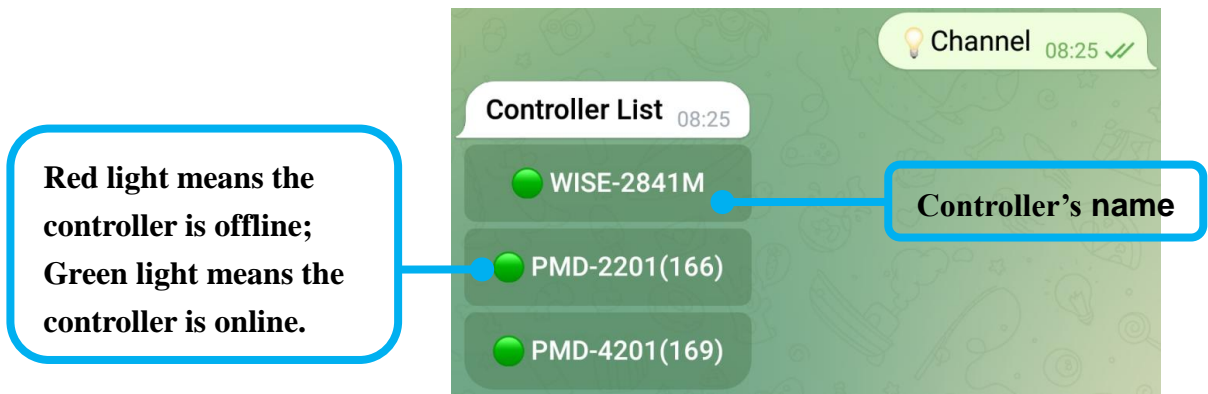 Channel 08:25
Controller List 08:25
Red light means the
controller is offline;
Green light means the
controller is online.
WISE-2841M
Controller’s name
PMD-2201(166)
PMD-4201(169)